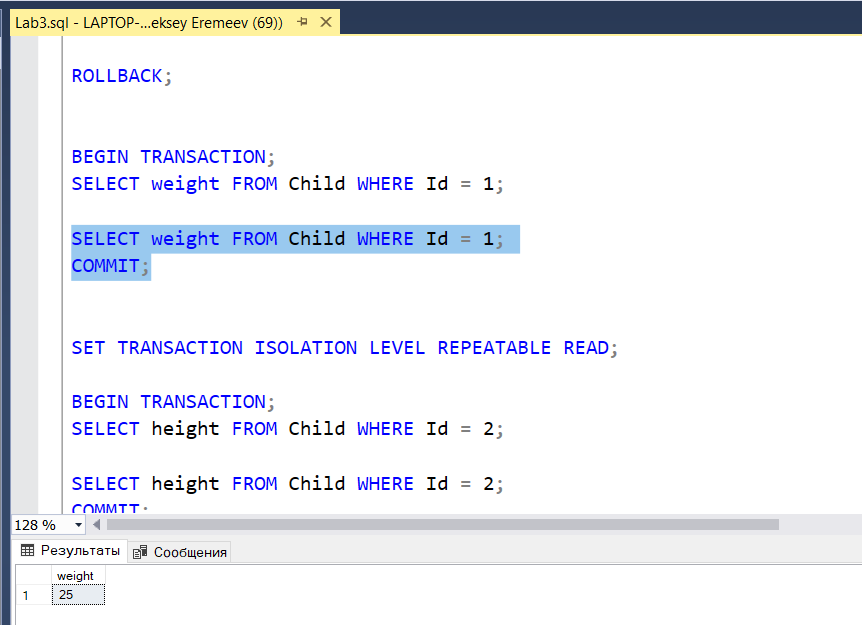 Lab3.sql - LAPTOP-...eksey Eremeev (69))
ROLLBACK;
BEGIN TRANSACTION;
SELECT weight FROM Child WHERE Id = 1;
SELECT weight FROM Child WHERE Id = 1;
COMMIT;
SET TRANSACTION ISOLATION LEVEL REPEATABLE READ;
BEGIN TRANSACTION;
SELECT height FROM Child WHERE Id = 2;
SELECT height FROM Child WHERE Id = 2;
COMMIT;
128 %
Результаты Сообщения
weight
1 25